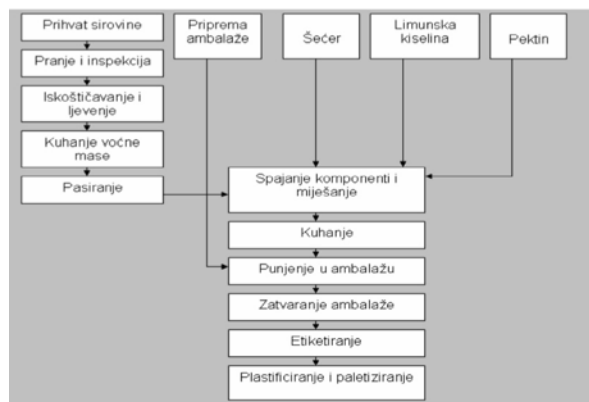 Prihvat sirovine
Pranje i inspekcija
Iskoštičavanje i
ljevenje
Kuhanje voćne
mase
Pasiranje
Priprema
ambalaže
Šećer
Limunska
kiselina
Pektin
Spajanje komponenti i
miješanje
Kuhanje
Punjenje u ambalažu
Zatvaranje ambalaže
Etiketiranje
Plastificiranje i paletiziranje